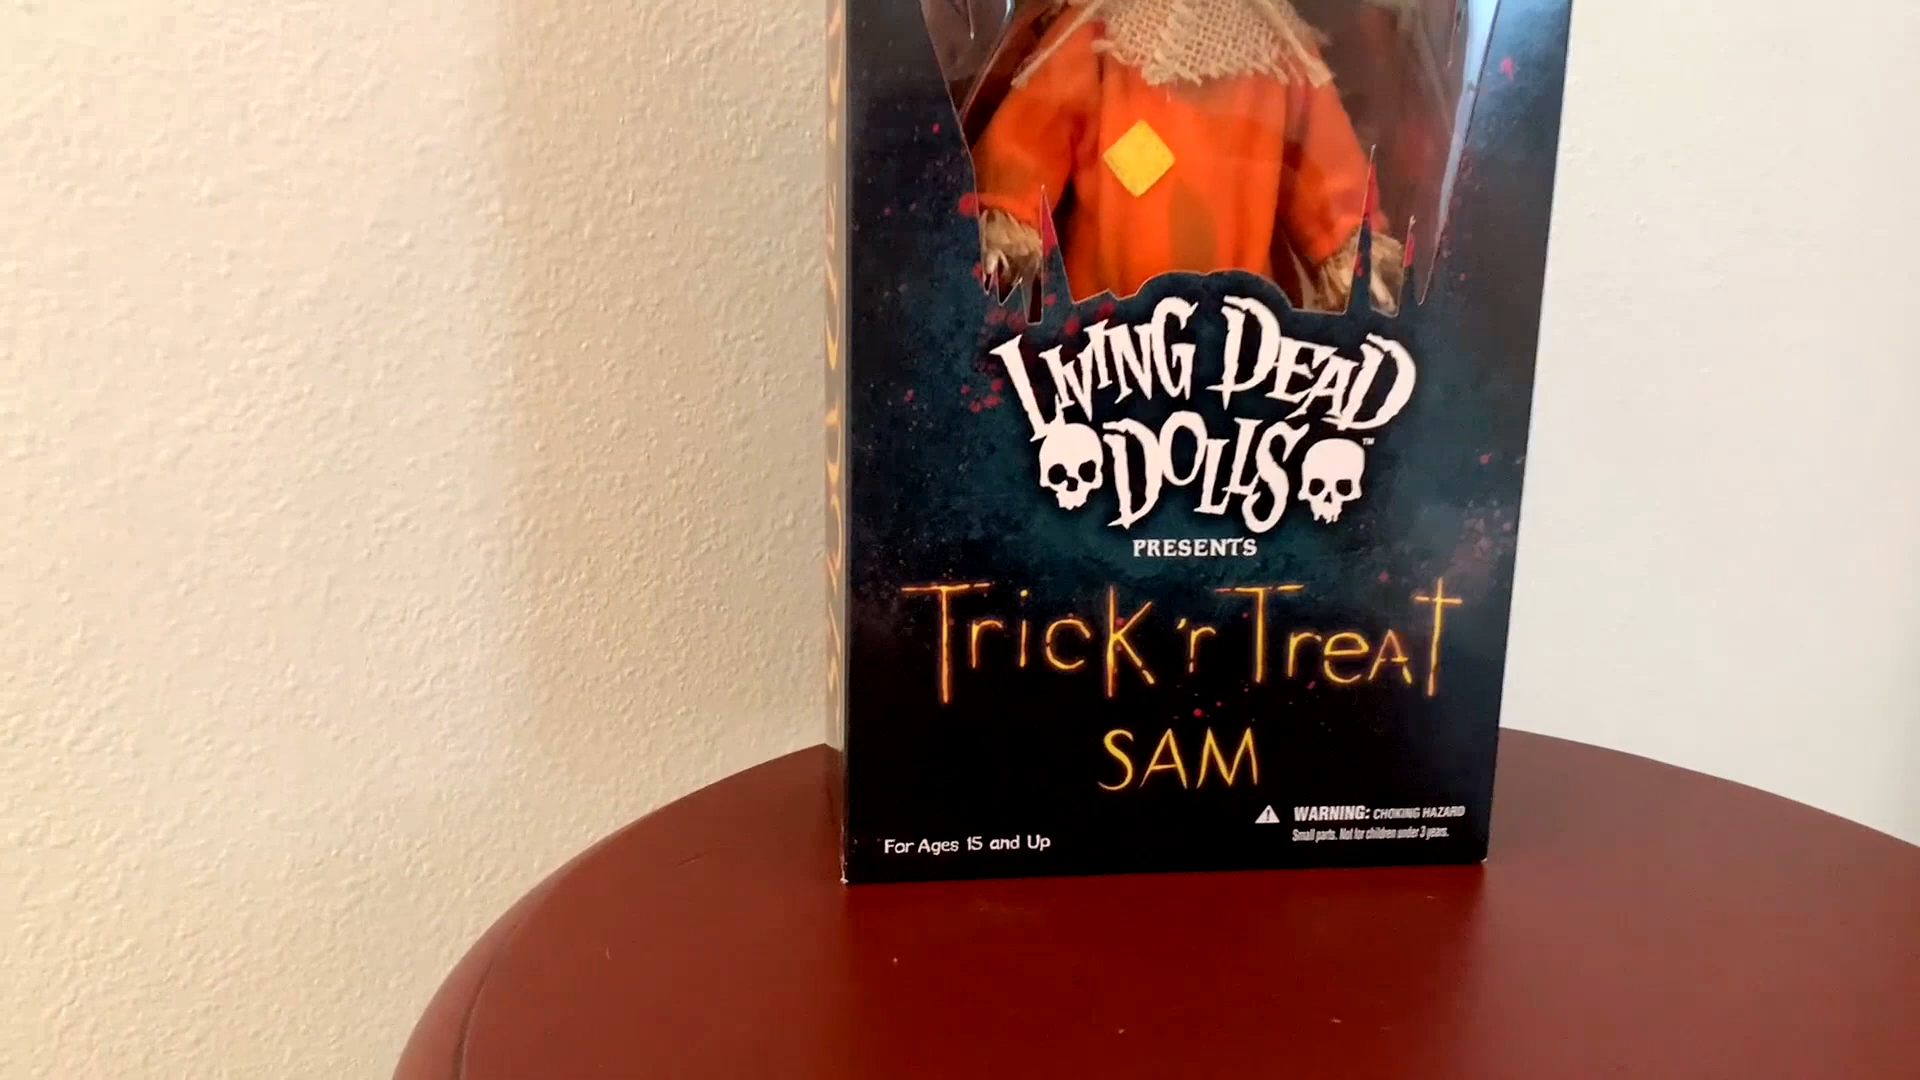 LIVING DEAD
DOLLS
™
PRESENTS
Trick 'r Treat
SAM
WARNING: CHOKING HAZARD
Small parts. Not for children under 3 years.
For Ages 15 and Up